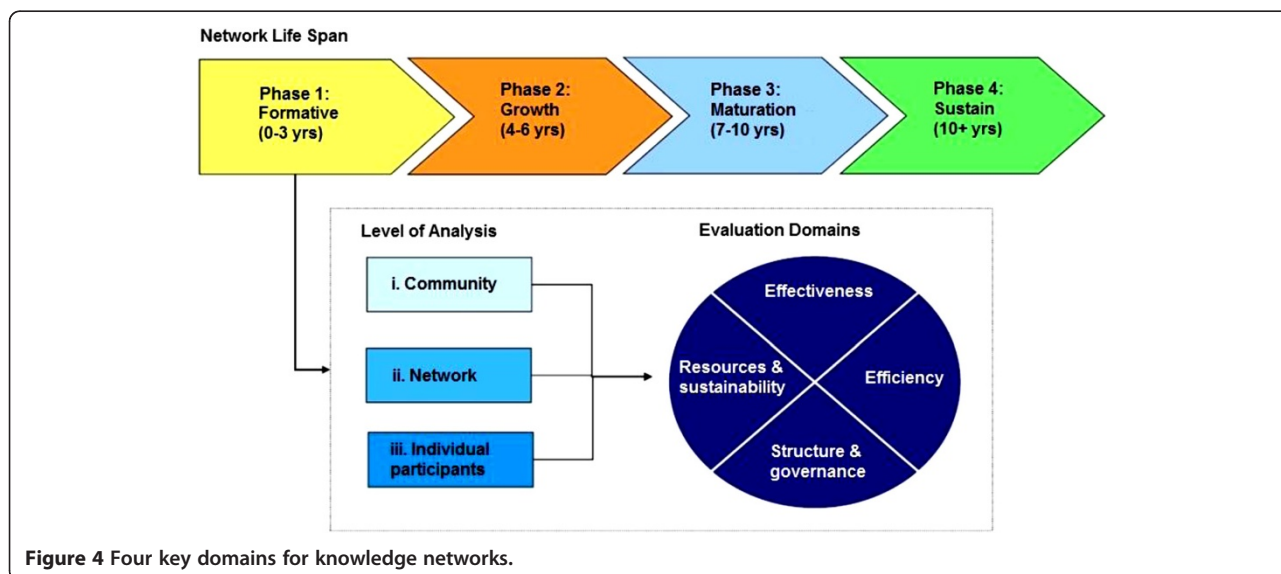 Network Life Span
Phase 1:
Formative
(0-3 yrs)
Phase 2:
Growth
(4-6 yrs)
Phase 3:
Maturation
(7-10 yrs)
Phase 4:
Sustain
(10+ yrs)
Level of Analysis
i. Community
ii. Network
iii. Individual
participants
Evaluation Domains
Effectiveness
Resources &
sustainability
Efficiency
Structure &
governance
Figure 4 Four key domains for knowledge networks.